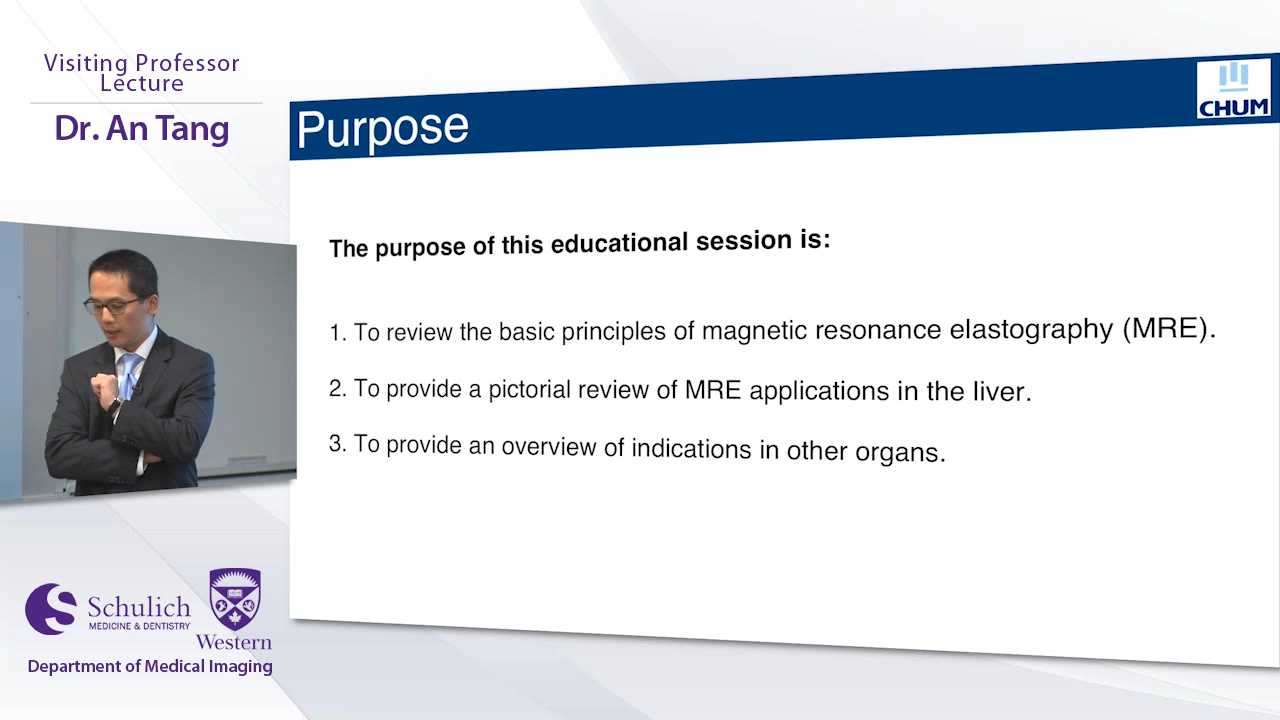 Visiting Professor
Lecture
Dr. An Tang
Purpose
CHUM
The purpose of this educational session is:
1. To review the basic principles of magnetic resonance elastography (MRE).
2. To provide a pictorial review of MRE applications in the liver.
3. To provide an overview of indications in other organs.
Schulich
MEDICINE & DENTISTRY
Western
Department of Medical Imaging